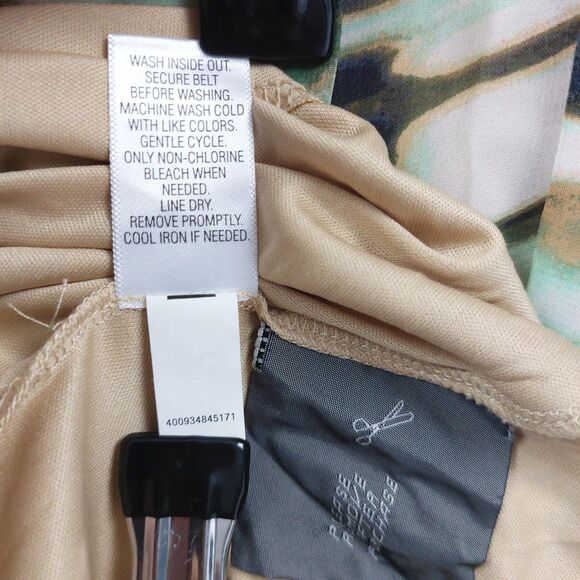 WASH INSIDE OUT.
SECURE BELT
BEFORE WASHING.
MACHINE WASH COLD
WITH LIKE COLORS.
GENTLE CYCLE.
ONLY NON-CHLORINE
BLEACH WHEN
NEEDED.
LINE DRY.
REMOVE PROMPTLY.
COOL IRON IF NEEDED.
400934845171